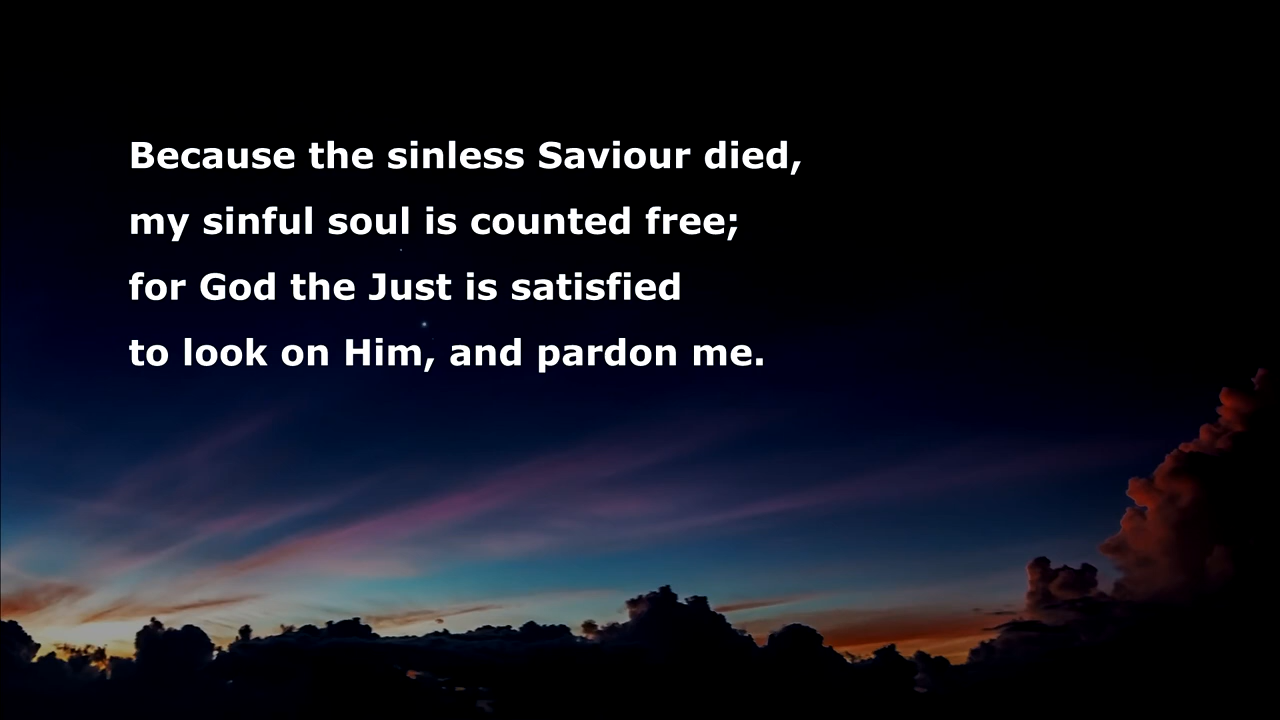 Because the sinless Saviour died,
my sinful soul is counted free;
for God the Just is satisfied
to look on Him, and pardon me.